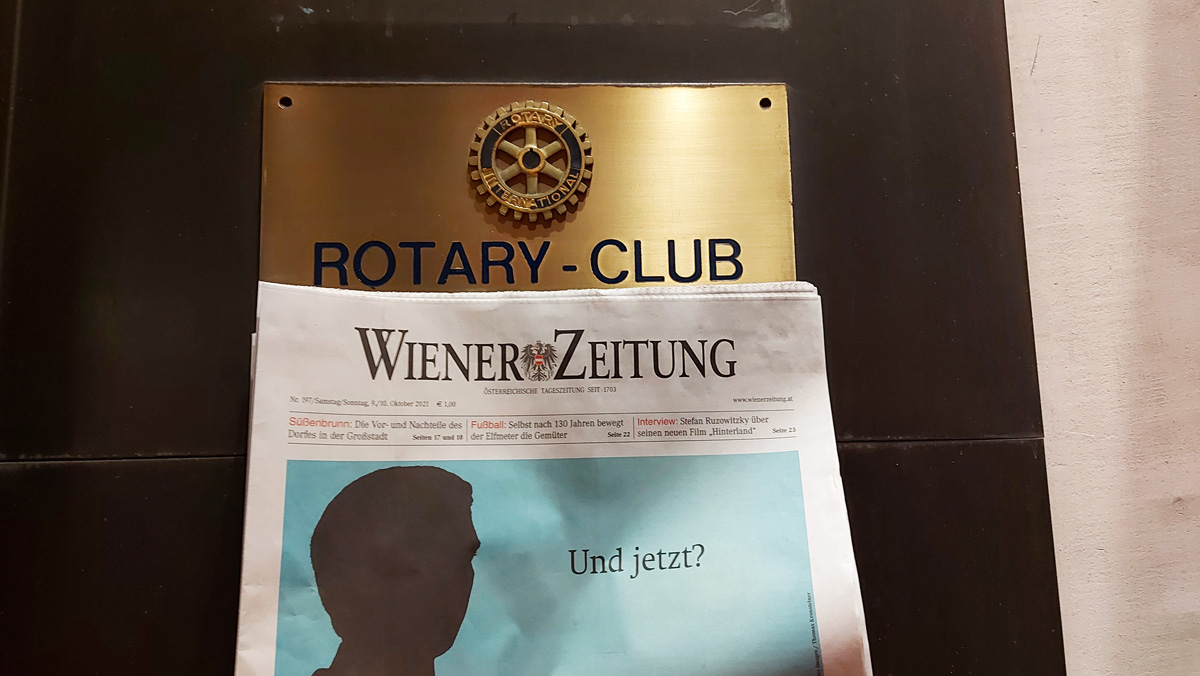 ROTARY
INTERNATIONAL
ROTARY - CLUB
WIENER ZEITUNG
ÖSTERREICHISCHE TAGESZEITUNG SEIT 1703
Nr. 197/Samstag/Sonntag, 9./10. Oktober 2021 € 1,00
www.wienerzeitung.at
Süßenbrunn: Die Vor- und Nachteile des
Dorfes in der Großstadt Seiten 17 und 18
Fußball: Selbst nach 130 Jahren bewegt
der Elfmeter die Gemüter Seite 22
Interview: Stefan Ruzowitzky über
seinen neuen Film „Hinterland" Seite 23
Und jetzt?